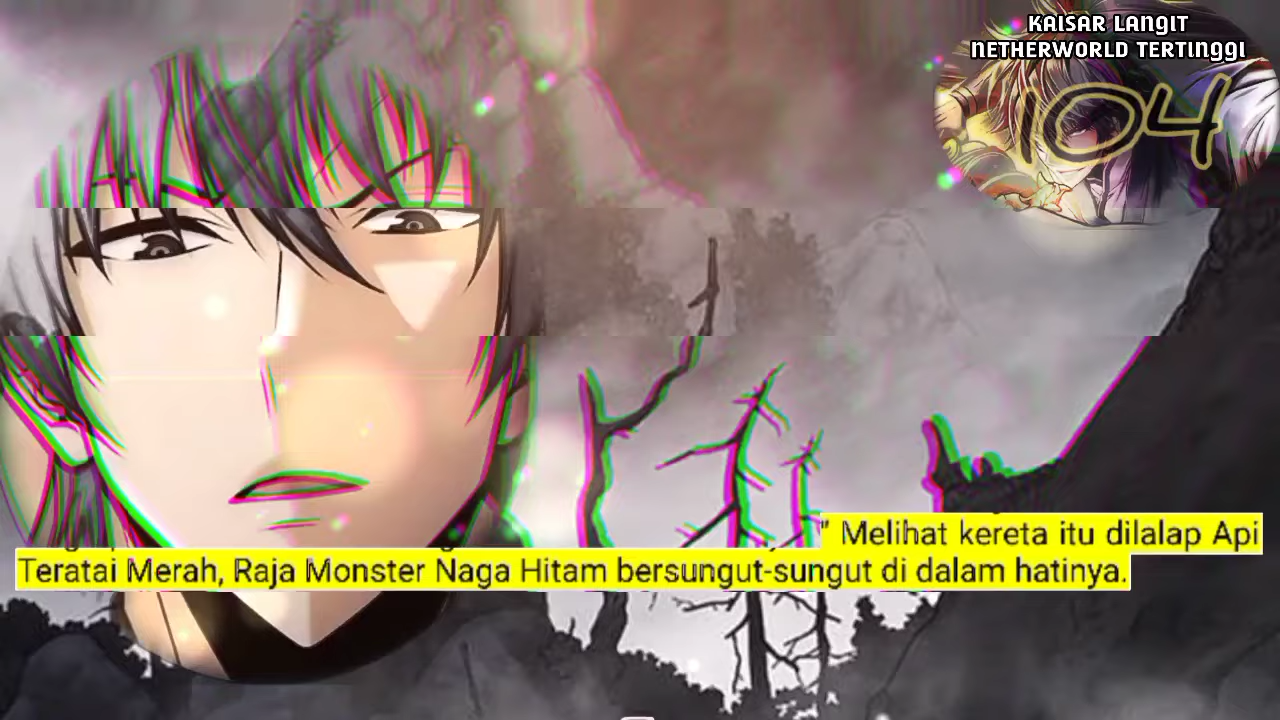 KAISAR LANGIT
NETHERWORLD TERTINGGI
104
" Melihat kereta itu dilalap Api
Teratai Merah, Raja Monster Naga Hitam bersungut-sungut di dalam hatinya.